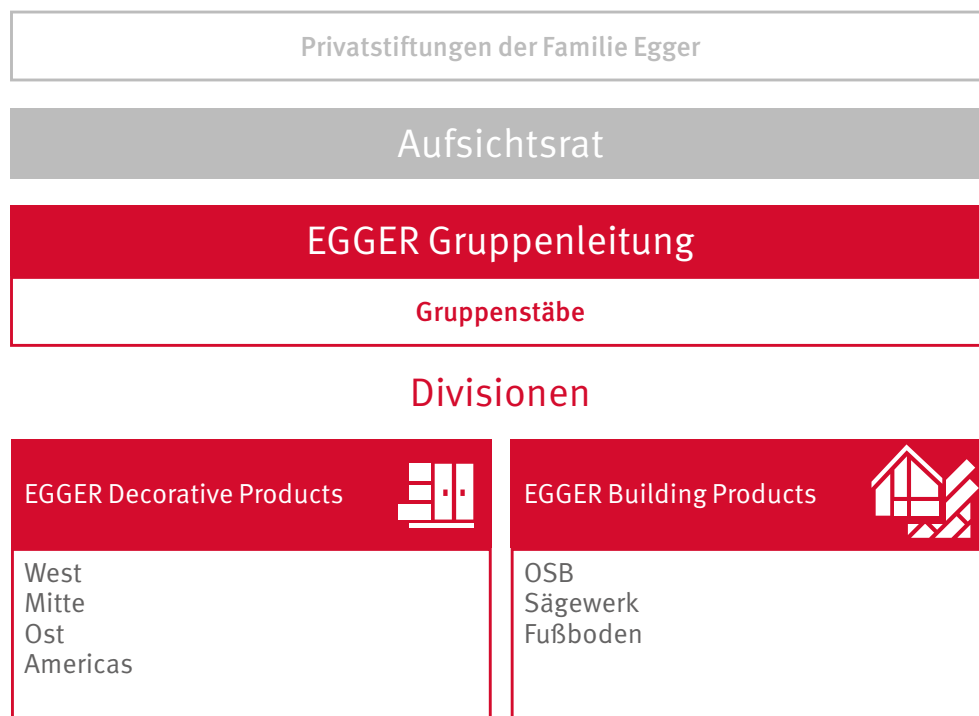 Privatstiftungen der Familie Egger
Aufsichtsrat
EGGER Gruppenleitung
Gruppenstäbe
Divisionen
EGGER Decorative Products
West
Mitte
Ost
Americas
EGGER Building Products
OSB
Sägewerk
Fußboden